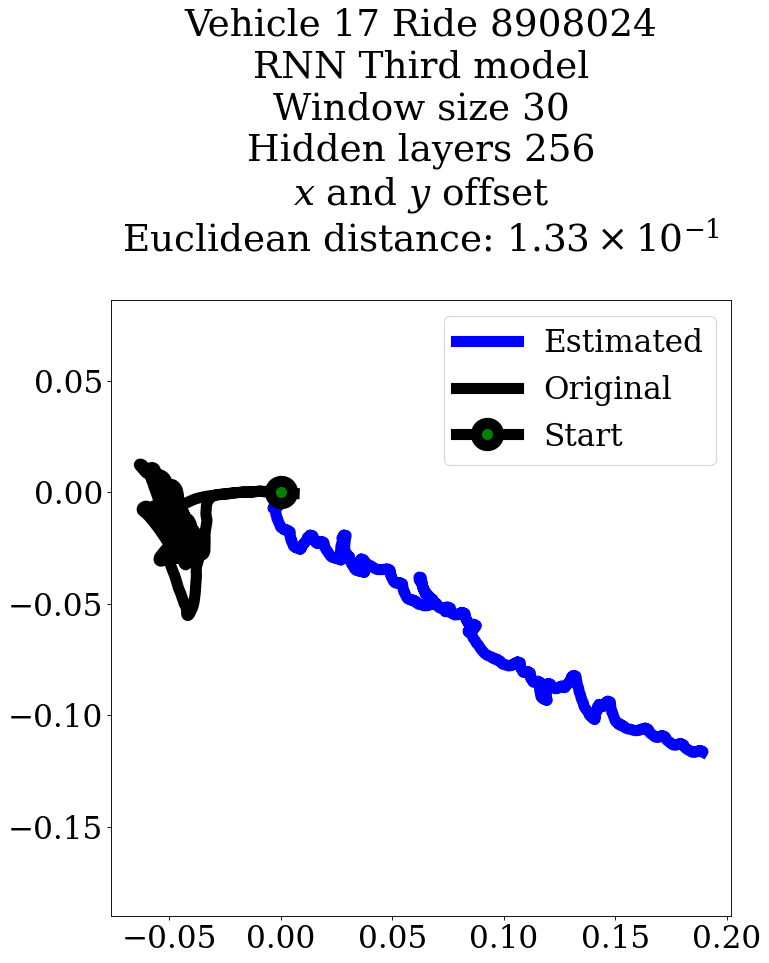 Vehicle 17 Ride 8908024
RNN Third model
Window size 30
Hidden layers 256
x and y offset
Euclidean distance: 1.33 × 10⁻¹
Estimated
Original
Start
0.05
0.00
−0.05
−0.10
−0.15
−0.05 0.00 0.05 0.10 0.15 0.20